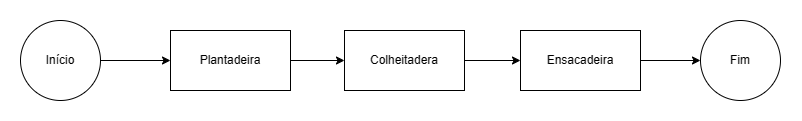 Início
Plantadeira
Colheitadera
Ensacadeira
Fim